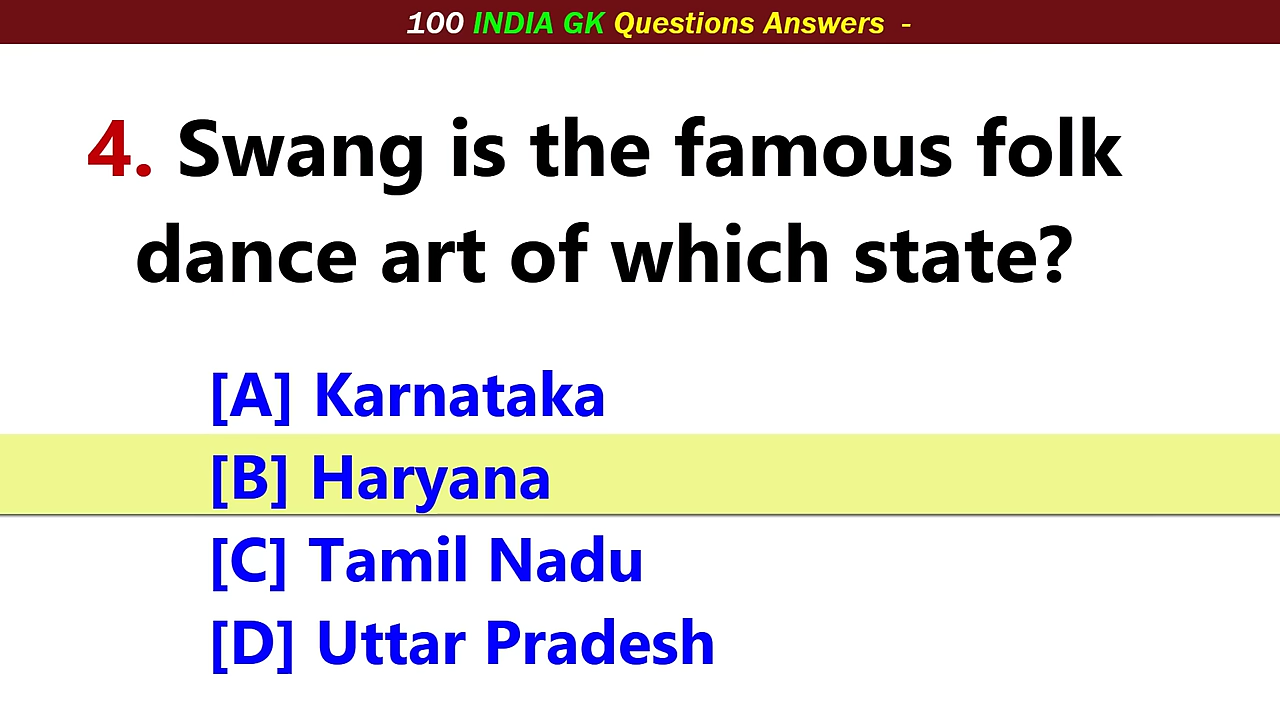 100 INDIA GK Questions Answers -
4. Swang is the famous folk
dance art of which state?
[A] Karnataka
[B] Haryana
[C] Tamil Nadu
[D] Uttar Pradesh